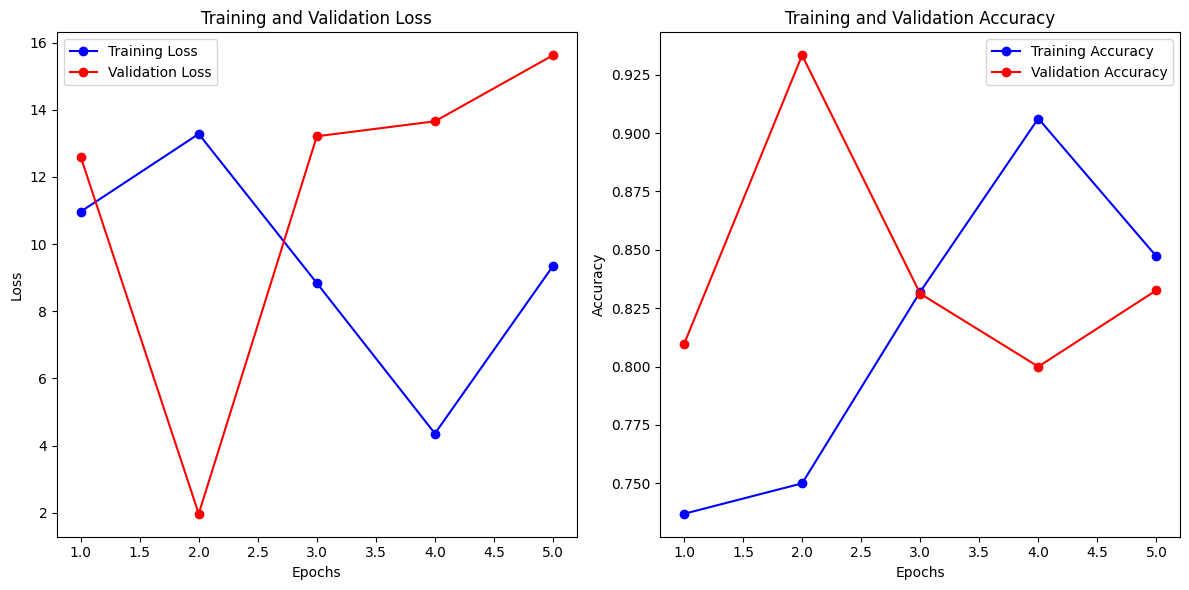 Training and Validation Loss
Training Loss
Validation Loss
16
14
12
10
8
6
4
2
Loss
1.0 1.5 2.0 2.5 3.0 3.5 4.0 4.5 5.0
Epochs
Training and Validation Accuracy
Training Accuracy
Validation Accuracy
0.925
0.900
0.875
0.850
0.825
0.800
0.775
0.750
Accuracy
1.0 1.5 2.0 2.5 3.0 3.5 4.0 4.5 5.0
Epochs